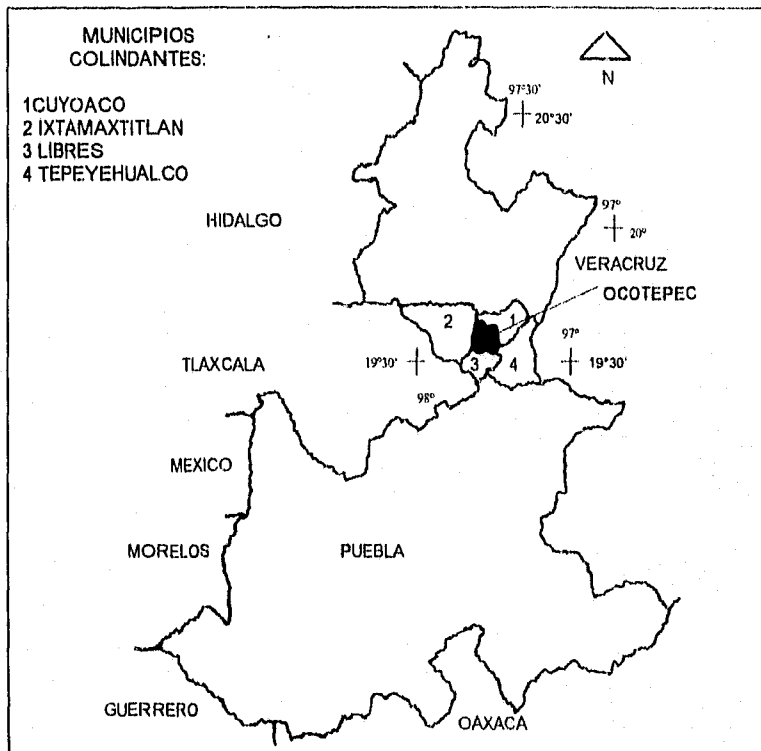 MUNICIPIOS
COLINDANTES:
1CUYOACO
2 IXTAMAXTITLAN
3 LIBRES
4 TEPEYEHUALCO
N
97°30'
20°30'
HIDALGO
97°
20°
VERACRUZ
OCOTEPEC
2
1
97°
TLAXCALA
19°30'
3
4
19°30'
98°
MEXICO
MORELOS
PUEBLA
GUERRERO
OAXACA